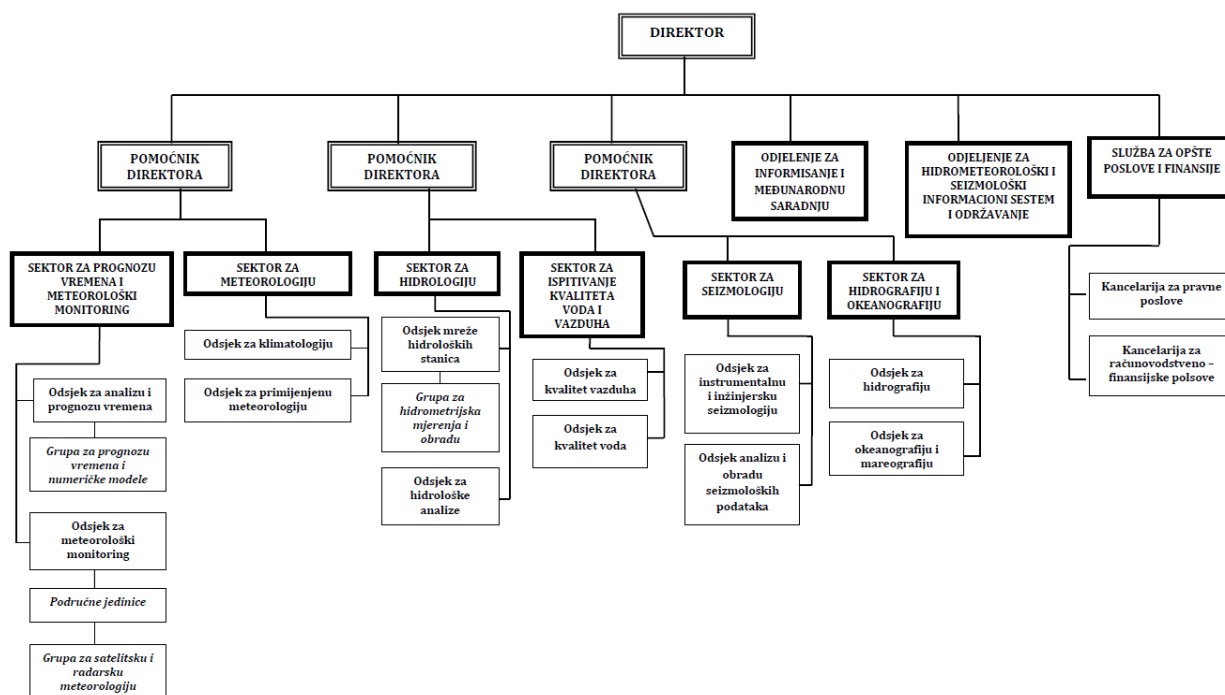 DIREKTOR
POMOĆNIK
DIREKTORA
POMOĆNIK
DIREKTORA
POMOĆNIK
DIREKTORA
ODJELENJE ZA
INFORMISANJE I
MEĐUNARODNU
SARADNJU
ODJELJENJE ZA
HIDROMETEOROLOŠKI I
SEIZMOLOŠKI
INFORMACIONI SESTEM
I ODRŽAVANJE
SLUŽBA ZA OPŠTE
POSLOVE I FINANSIJE
SEKTOR ZA PROGNOZU
VREMENA I
METEOROLOŠKI
MONITORING
SEKTOR ZA
METEOROLOGIJU
SEKTOR ZA
HIDROLOGIJU
SEKTOR ZA
ISPITIVANJE
KVALITETA
VODA I
VAZDUHA
SEKTOR ZA
SEIZMOLOGIJU
SEKTOR ZA
HIDROGRAFIJU I
OKEANOGRAFIJU
Kancelarija za pravne
poslove
Kancelarija za
računovodstveno –
finansijske polsove
Odsjek za analizu i
prognozu vremena
Grupa za prognozu
vremena i
numeričke modele
Odsjek za
meteorološki
monitoring
Područne jedinice
Grupa za satelitsku i
radarsku
meteorologiju
Odsjek za klimatologiju
Odsjek za primijenjenu
meteorologiju
Odsjek mreže
hidroloških
stanica
Grupa za
hidrometrijska
mjerenja i
obradu
Odsjek za
hidrološke
analize
Odsjek za
kvalitet vazduha
Odsjek za
kvalitet voda
Odsjek za
instrumentalnu
i inžinjersku
seizmologiju
Odsjek analizu i
obradu
seizmoloških
podataka
Odsjek za
hidrografiju
Odsjek za
okeanografiju i
mareografiju